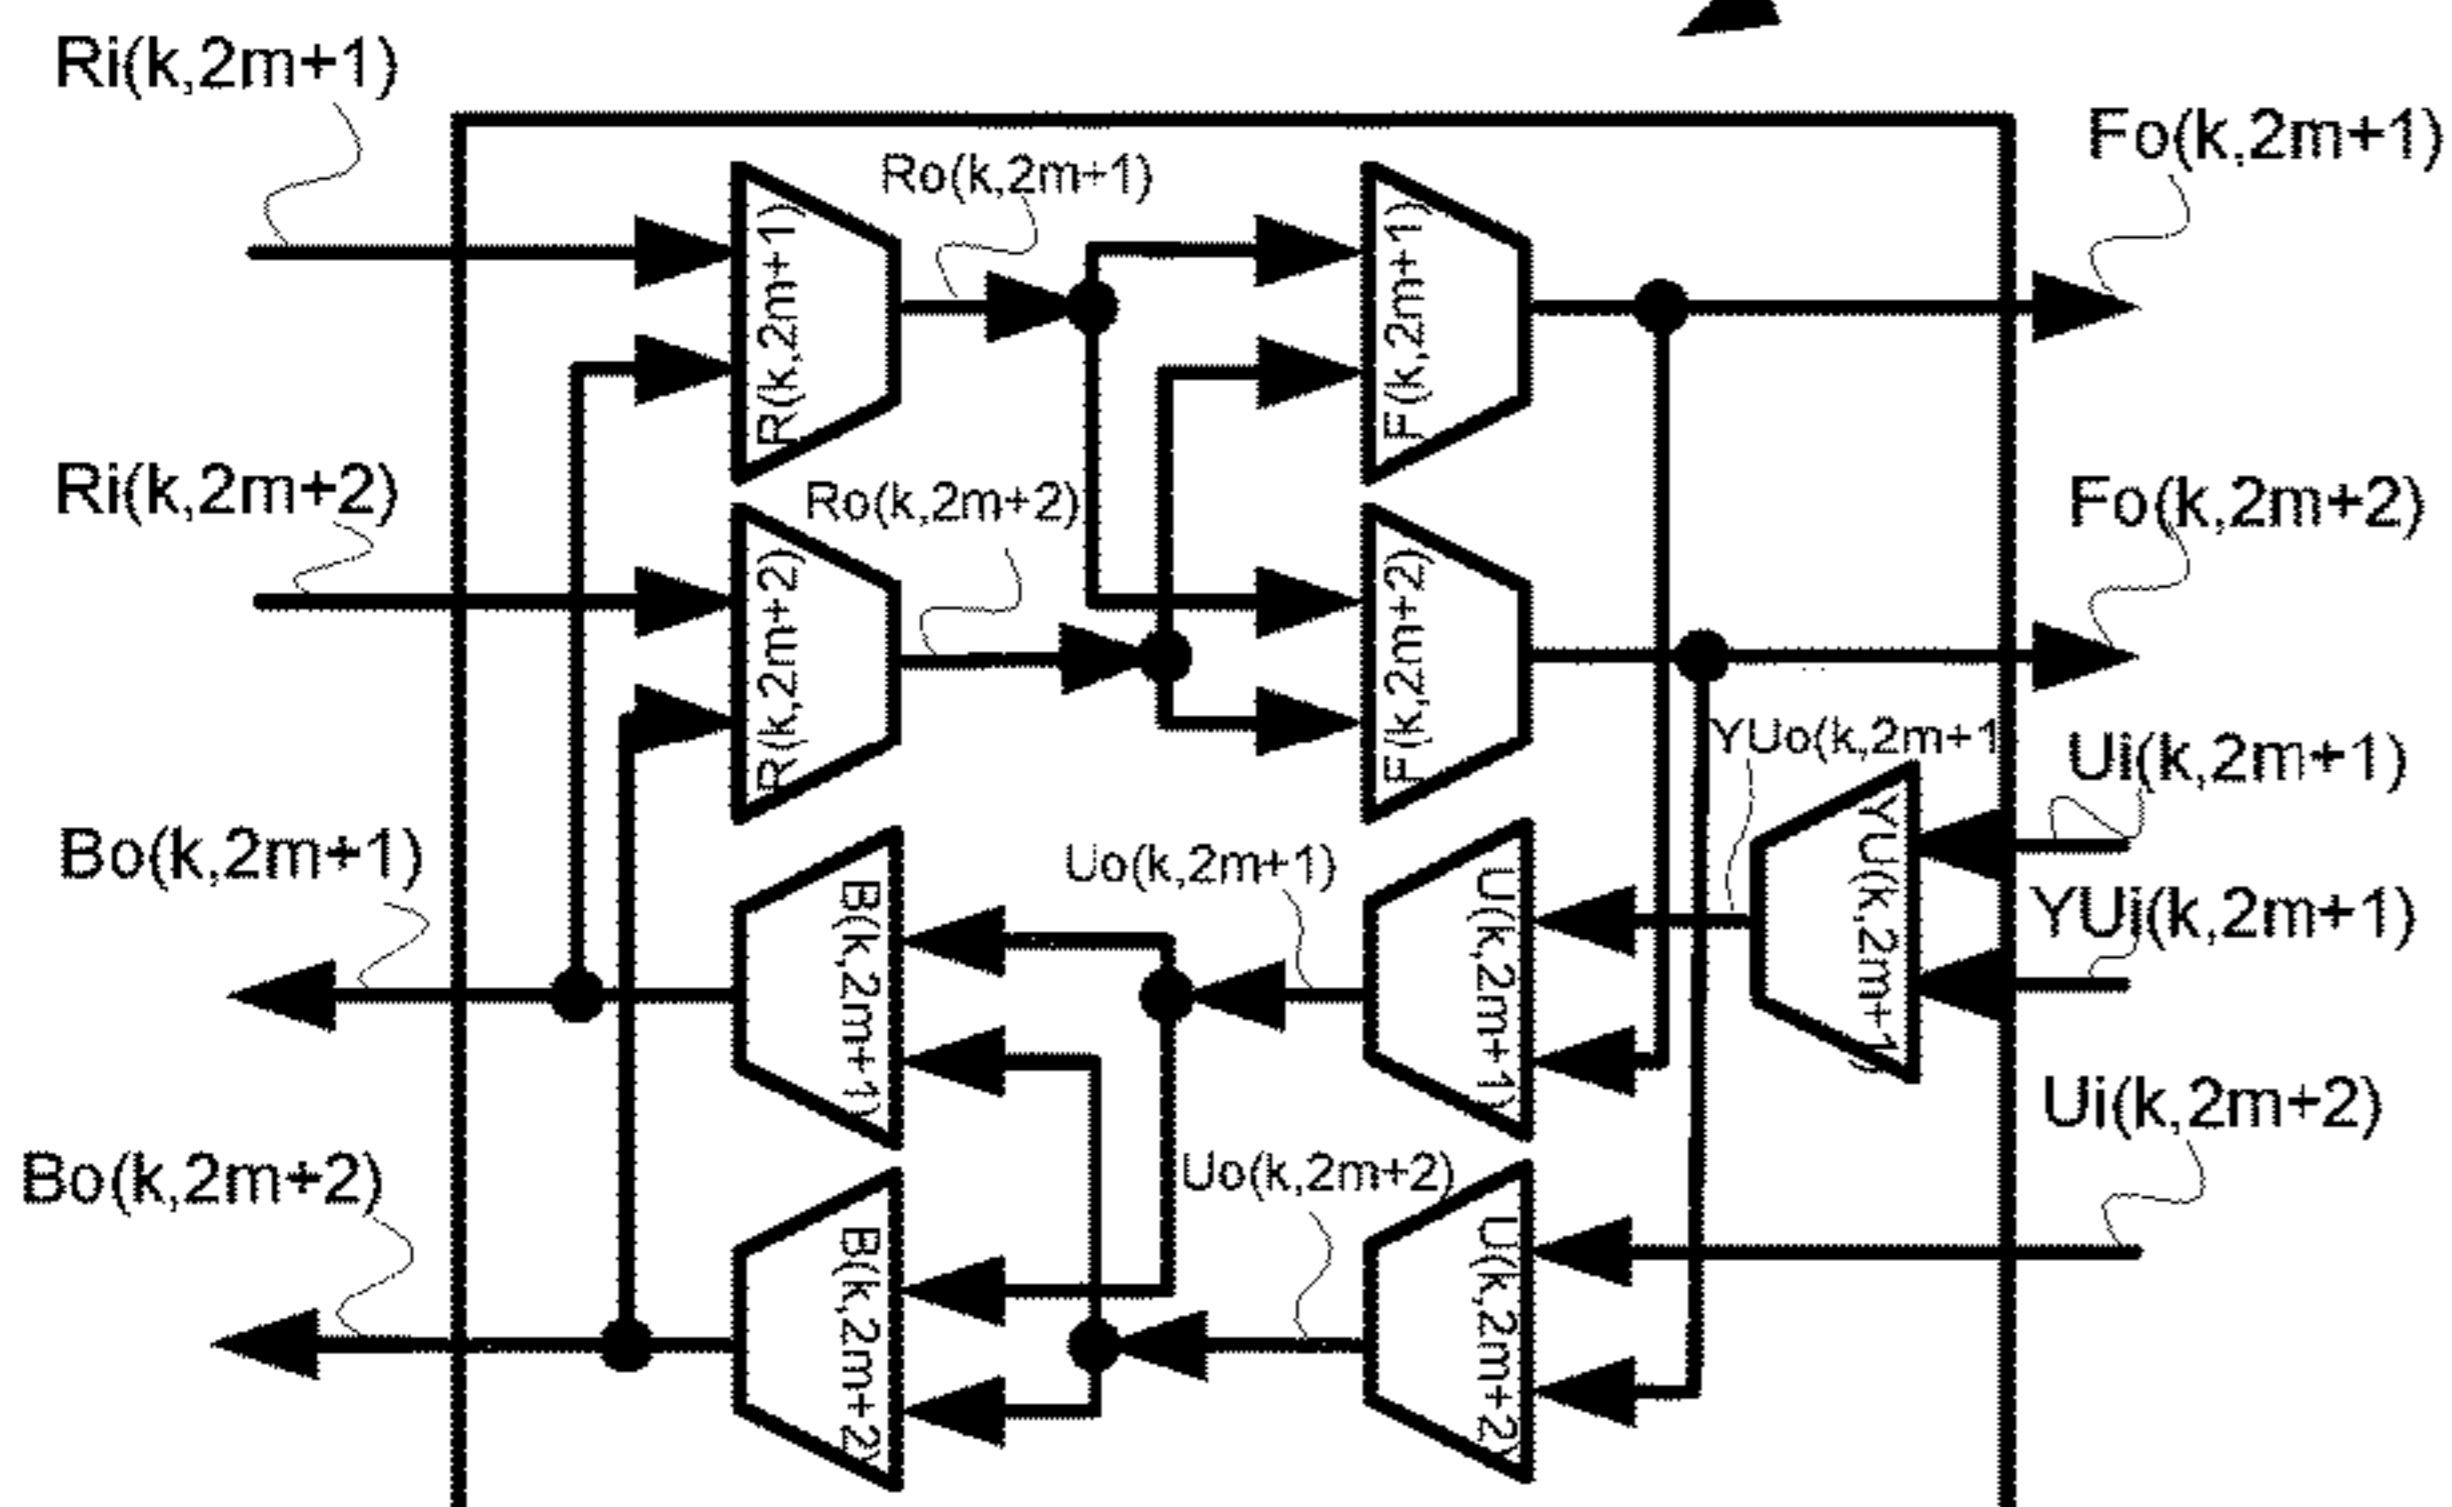 Ri(k,2m+1)
Fo(k,2m+1)
Ro(k,2m+1)
R(k,2m+1)
F(k,2m+1)
Ri(k,2m+2)
Ro(k,2m+2)
Fo(k,2m+2)
R(k,2m+2)
F(k,2m+2)
YUo(k,2m+1
Ui(k,2m+1)
Bo(k,2m+1)
Uo(k,2m+1)
B(k,2m+1)
U(k,2m+1)
YU(k,2m+1)
YUi(k,2m+1)
Ui(k,2m+2)
Bo(k,2m+2)
Uo(k,2m+2)
B(k,2m+2)
U(k,2m+2)